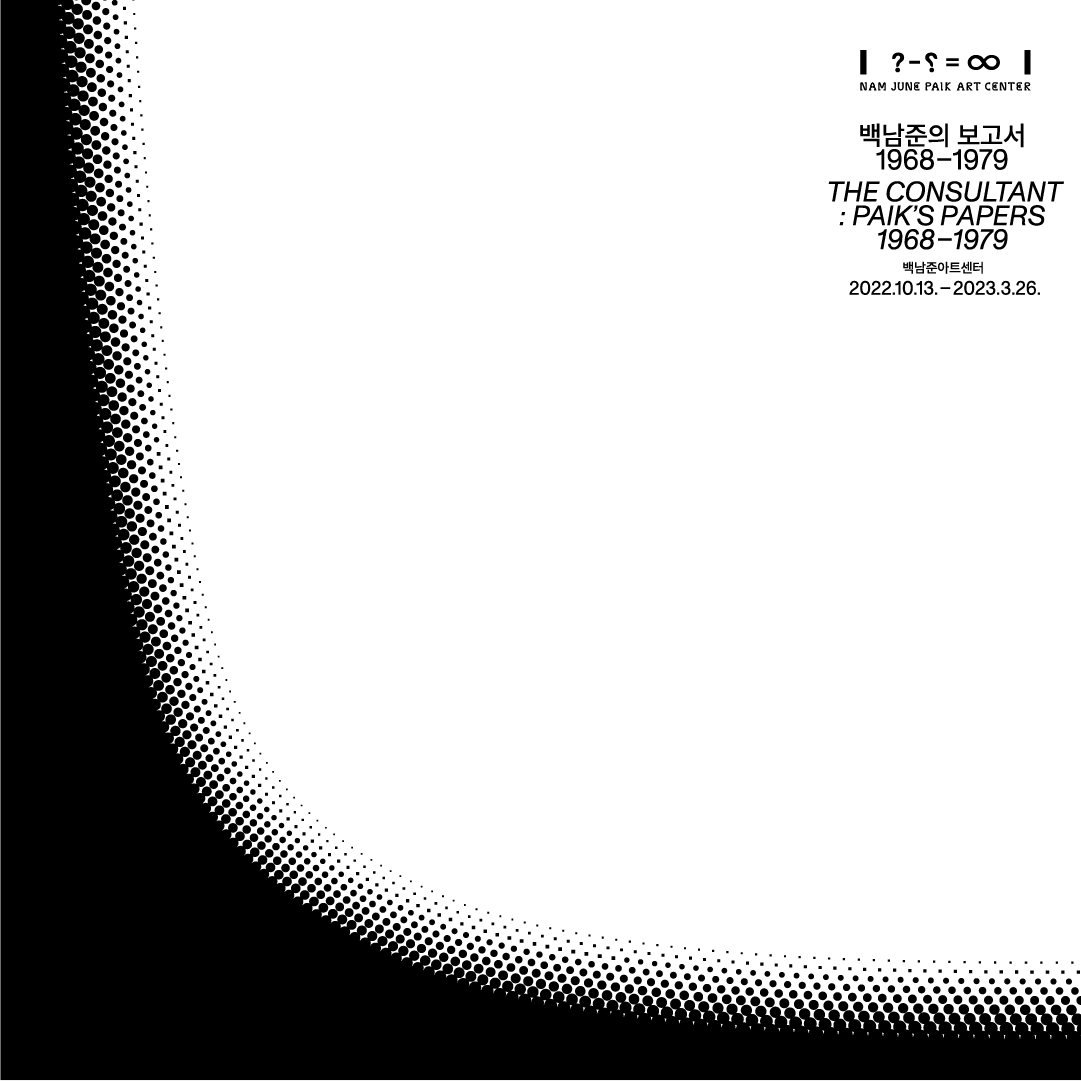 ?-⸮=∞
NAM JUNE PAIK ART CENTER
백남준의 보고서
1968–1979
THE CONSULTANT
: PAIK'S PAPERS
1968–1979
백남준아트센터
2022.10.13.–2023.3.26.